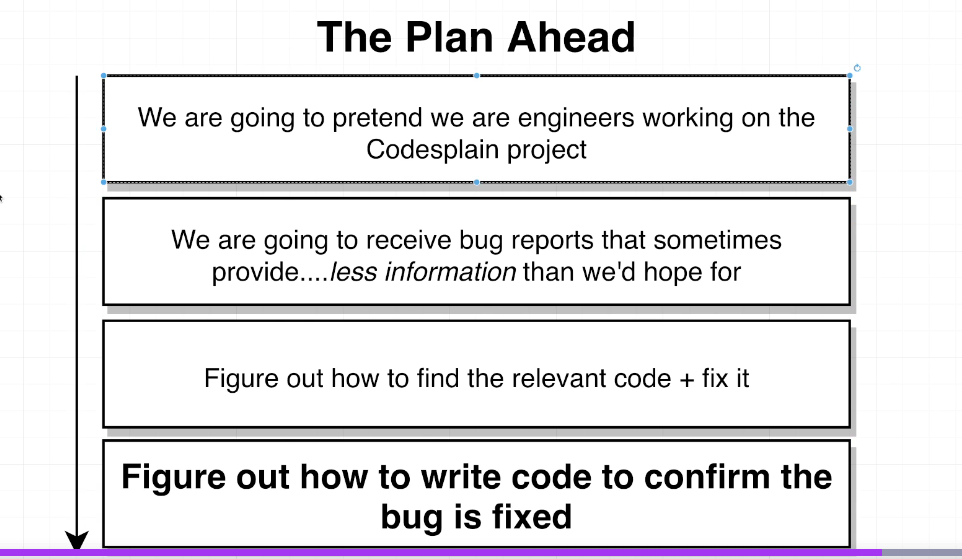 The Plan Ahead
We are going to pretend we are engineers working on the
Codesplain project
We are going to receive bug reports that sometimes
provide....less information than we'd hope for
Figure out how to find the relevant code + fix it
Figure out how to write code to confirm the
bug is fixed